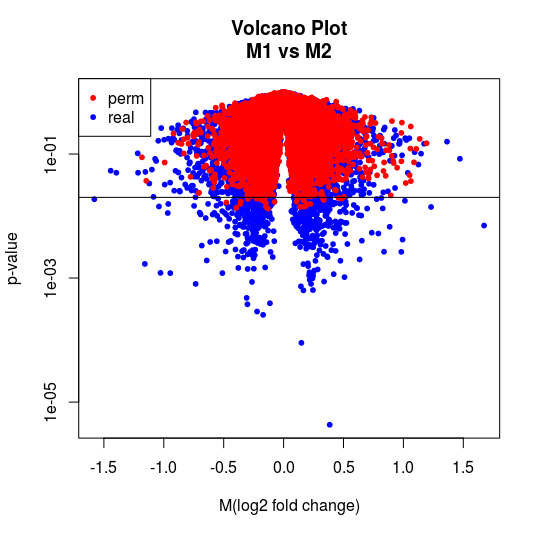 Volcano Plot
M1 vs M2
perm
real
p-value
1e-01
1e-03
1e-05
-1.5 -1.0 -0.5 0.0 0.5 1.0 1.5
M(log2 fold change)